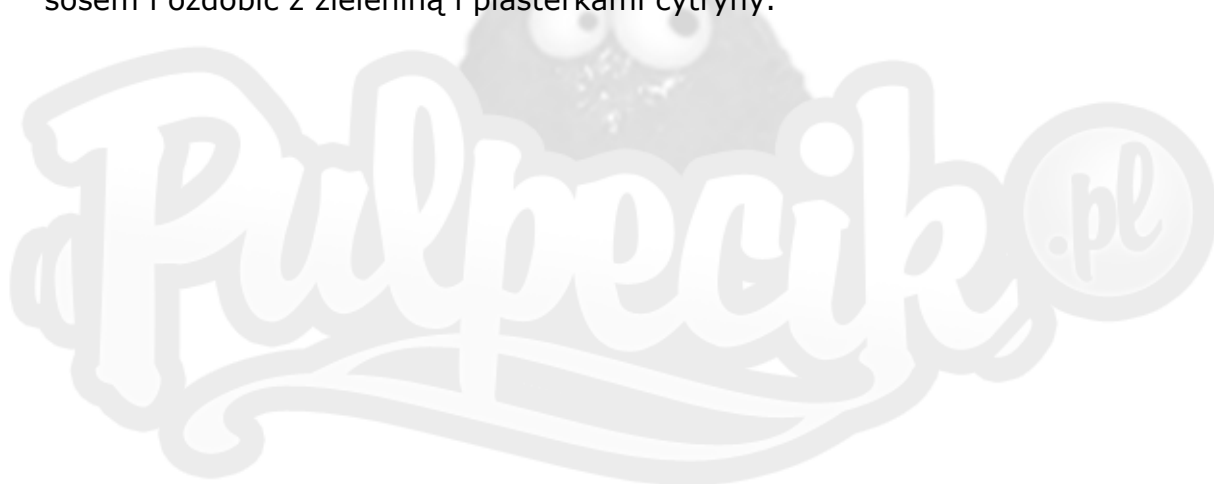 sosem i ozdobić z zieleniną i plasterkami cytryny.
Pulpecik .pl